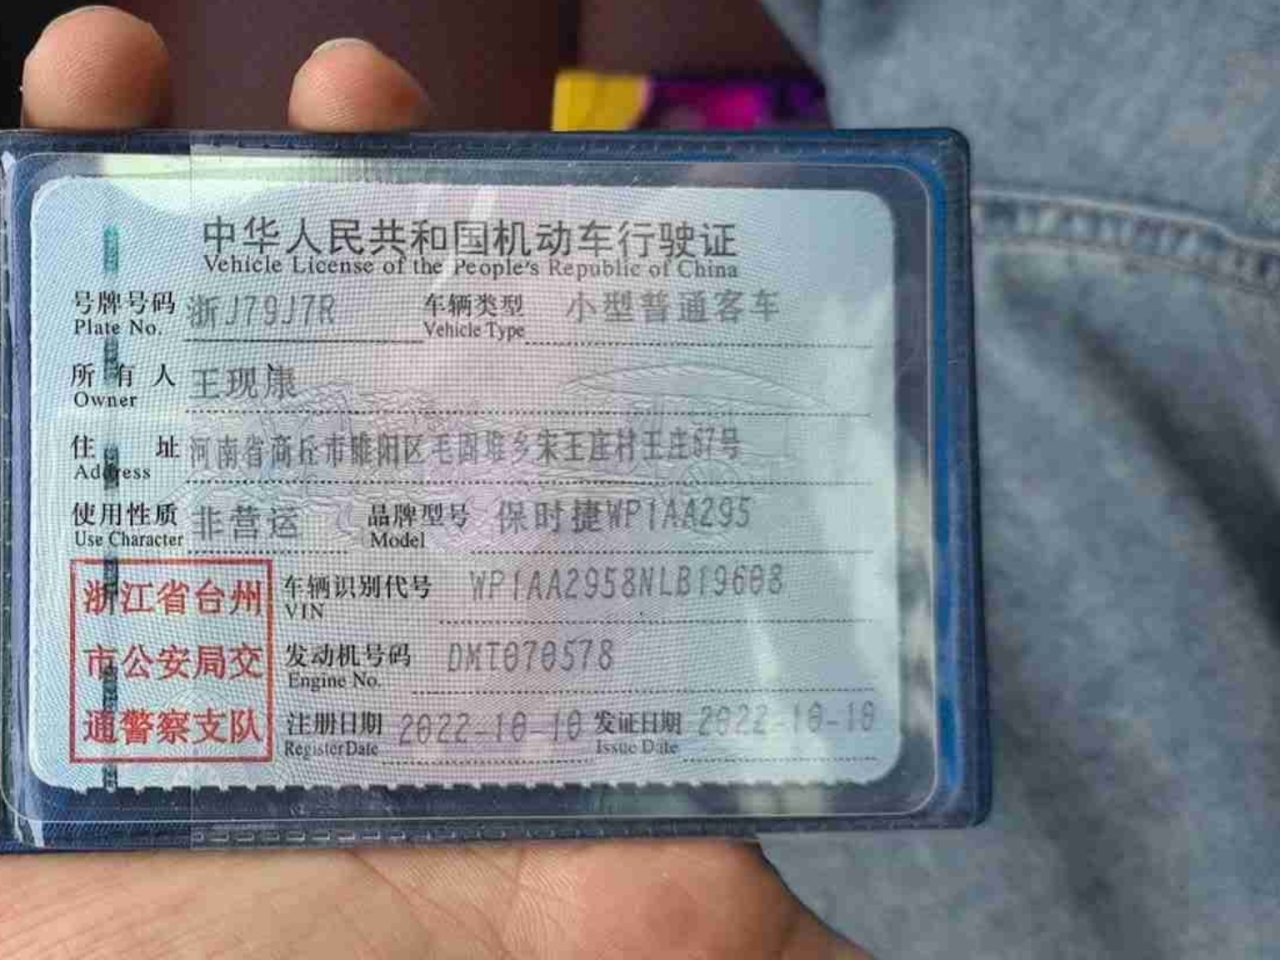 中华人民共和国机动车行驶证
Vehicle License of the People's Republic of China
号牌号码 浙J79J7R 车辆类型 小型普通客车
Plate No. Vehicle Type
所有人 王现康
Owner
住址 河南省商丘市睢阳区毛固堆乡宋王庄村王庄67号
Address
使用性质 非营运 品牌型号 保时捷WP1AA295
Use Character Model
浙江省台州
市公安局交
通警察支队
车辆识别代号 WP1AA2958NLB19608
VIN
发动机号码 DMT070578
Engine No.
注册日期 2022-10-10 发证日期 2022-10-10
Register Date Issue Date